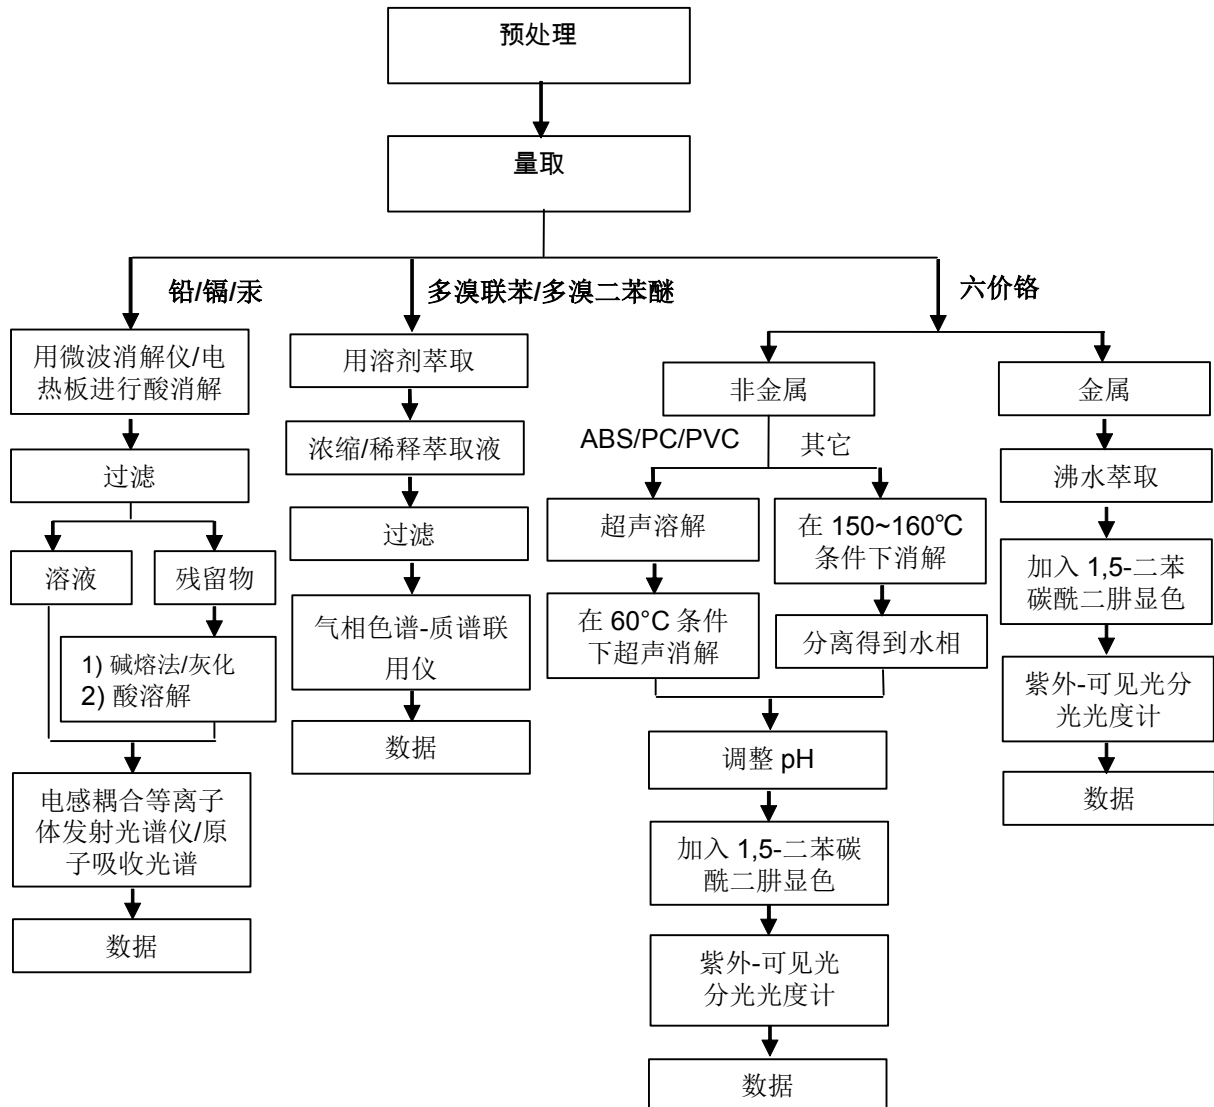 预处理
量取
铅/镉/汞
多溴联苯/多溴二苯醚
六价铬
用微波消解仪/电
热板进行酸消解
过滤
溶液
残留物
1) 碱熔法/灰化
2) 酸溶解
电感耦合等离子
体发射光谱仪/原
子吸收光谱
数据
用溶剂萃取
浓缩/稀释萃取液
过滤
气相色谱-质谱联
用仪
数据
非金属
ABS/PC/PVC
其它
超声溶解
在 60°C 条件
下超声消解
在 150~160℃
条件下消解
分离得到水相
调整 pH
加入 1,5-二苯碳
酰二肼显色
紫外-可见光
分光光度计
数据
金属
沸水萃取
加入 1,5-二苯
碳酰二肼显色
紫外-可见光分
光光度计
数据